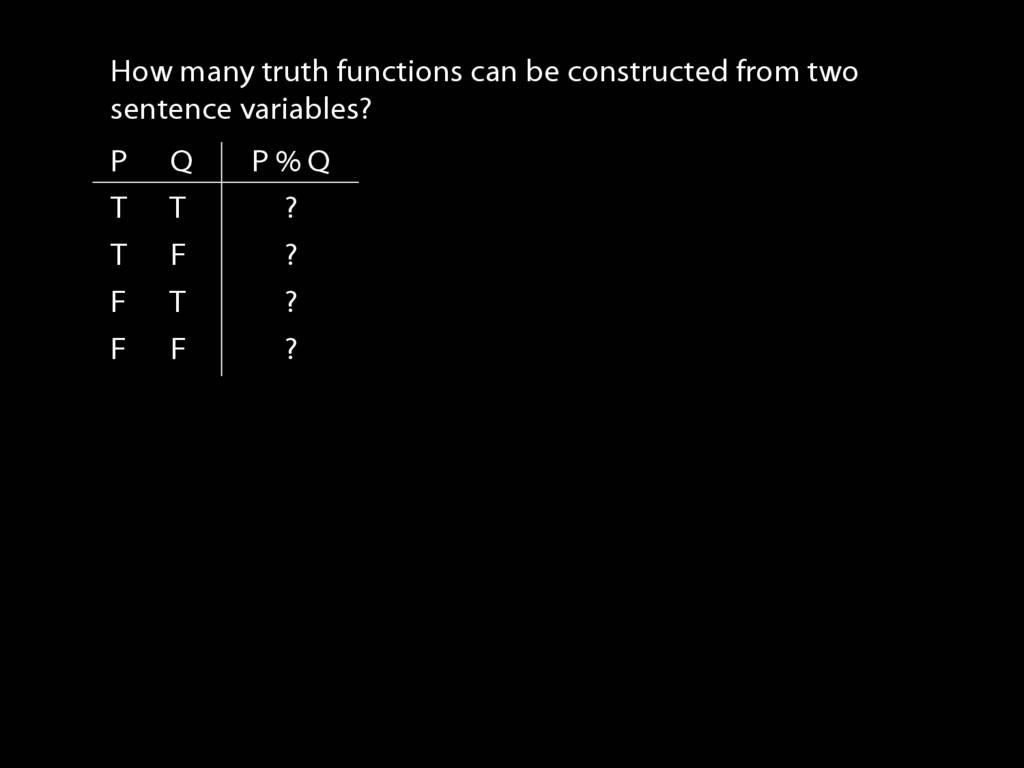 How many truth functions can be constructed from two
sentence variables?
P Q P % Q
T T ?
T F ?
F T ?
F F ?